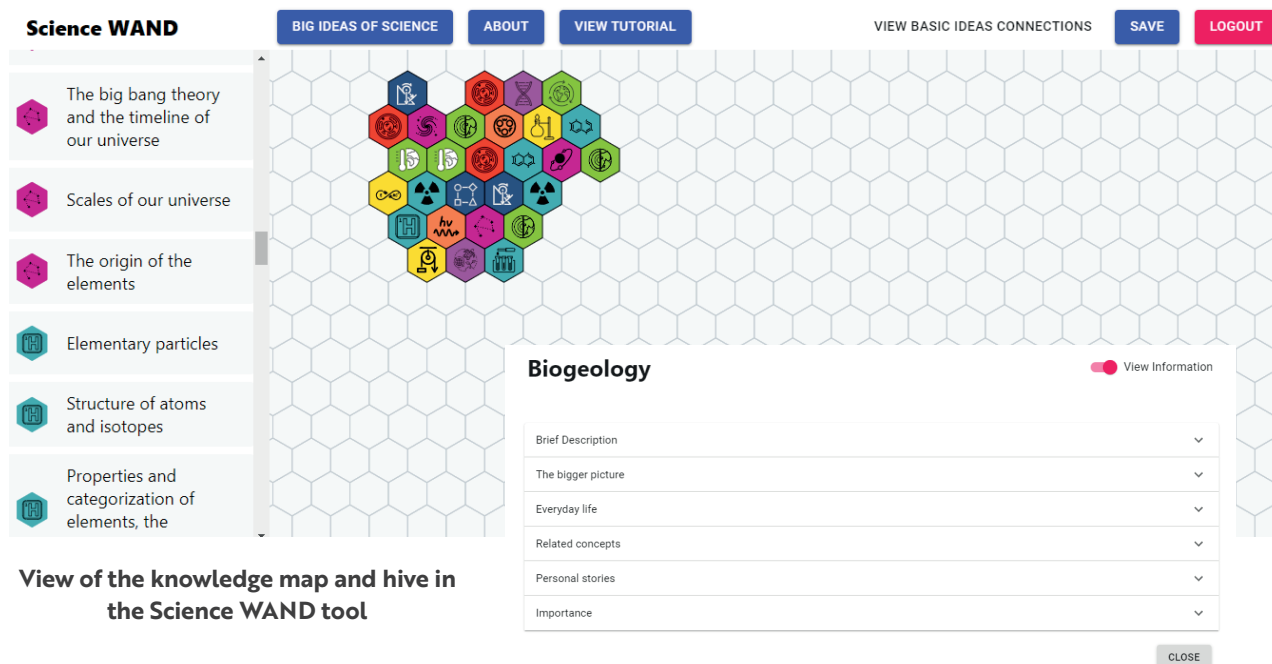 Science WAND
BIG IDEAS OF SCIENCE
ABOUT
VIEW TUTORIAL
VIEW BASIC IDEAS CONNECTIONS
SAVE
LOGOUT
The big bang theory
and the timeline of
our universe
Scales of our universe
The origin of the
elements
Elementary particles
Structure of atoms
and isotopes
Properties and
categorization of
elements, the
hv
H
Biogeology
View Information
Brief Description
The bigger picture
Everyday life
Related concepts
Personal stories
Importance
CLOSE
View of the knowledge map and hive in
the Science WAND tool